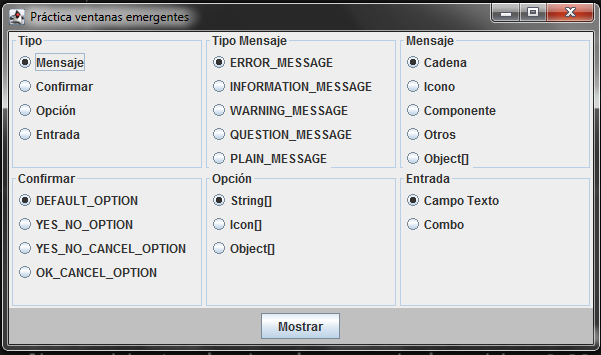 Práctica ventanas emergentes
Tipo
Mensaje
Confirmar
Opción
Entrada
Tipo Mensaje
ERROR_MESSAGE
INFORMATION_MESSAGE
WARNING_MESSAGE
QUESTION_MESSAGE
PLAIN_MESSAGE
Mensaje
Cadena
Icono
Componente
Otros
Object[]
Confirmar
DEFAULT_OPTION
YES_NO_OPTION
YES_NO_CANCEL_OPTION
OK_CANCEL_OPTION
Opción
String[]
Icon[]
Object[]
Entrada
Campo Texto
Combo
Mostrar